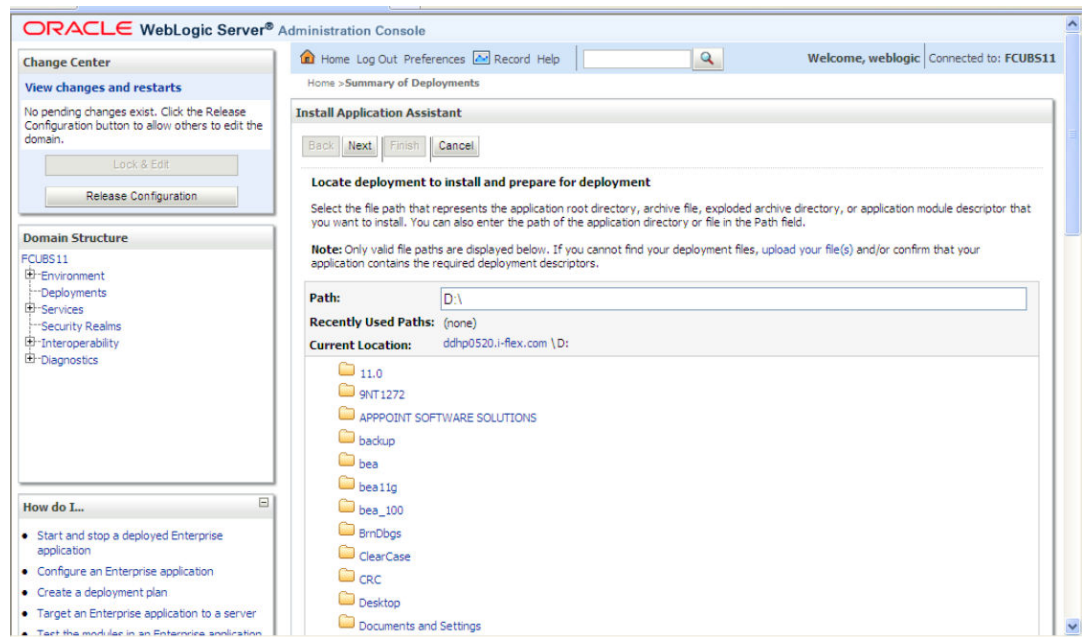 ORACLE WebLogic Server® Administration Console
Change Center
View changes and restarts
No pending changes exist. Click the Release
Configuration button to allow others to edit the
domain.
Lock & Edit
Release Configuration
Domain Structure
FCUBS11
Environment
Deployments
Services
Security Realms
Interoperability
Diagnostics
How do I...
Start and stop a deployed Enterprise
application
Configure an Enterprise application
Create a deployment plan
Target an Enterprise application to a server
Test the modules in an Enterprise application
Home Log Out Preferences Record Help
Welcome, weblogic Connected to: FCUBS11
Home >Summary of Deployments
Install Application Assistant
Back Next Finish Cancel
Locate deployment to install and prepare for deployment
Select the file path that represents the application root directory, archive file, exploded archive directory, or application module descriptor that
you want to install. You can also enter the path of the application directory or file in the Path field.
Note: Only valid file paths are displayed below. If you cannot find your deployment files, upload your file(s) and/or confirm that your
application contains the required deployment descriptors.
Path: D:\
Recently Used Paths: (none)
Current Location: ddhp0520.i-flex.com \D:
11.0
9NT1272
APPPOINT SOFTWARE SOLUTIONS
backup
bea
bea11g
bea_100
BrnDbgs
ClearCase
CRC
Desktop
Documents and Settings